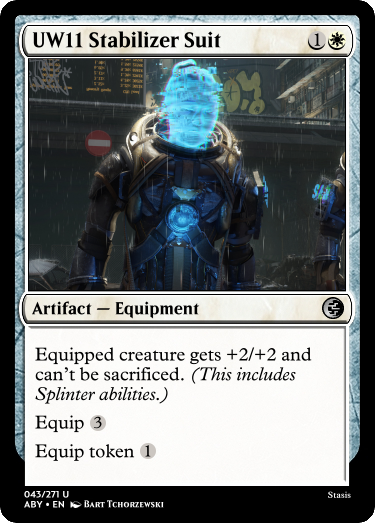 UW11 Stabilizer Suit 1
Artifact — Equipment
Equipped creature gets +2/+2 and
can't be sacrificed. (This includes
Splinter abilities.)
Equip 3
Equip token 1
043/271 U
Stasis
ABY • EN Bart Tchorzewski